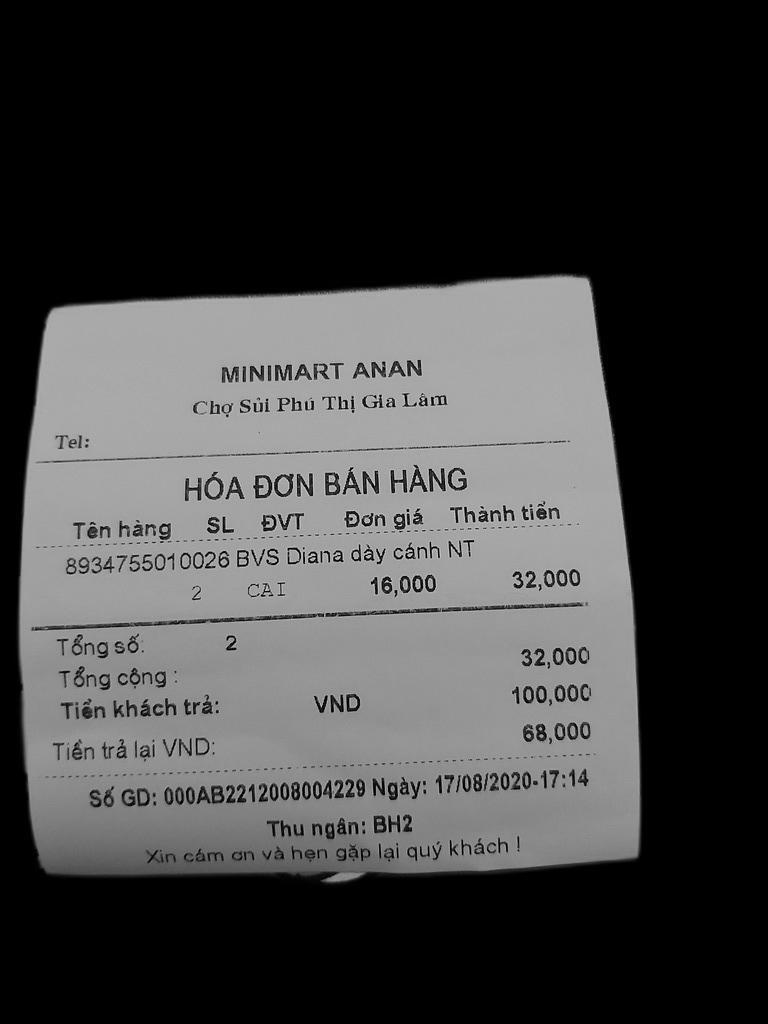 MINIMART ANAN
Chợ Sủi Phú Thị Gia Lâm
Tel:
HÓA ĐƠN BÁN HÀNG
Tên hàng SL ĐVT Đơn giá Thành tiền
8934755010026 BVS Diana dày cánh NT
2 CAI 16,000 32,000
Tổng số: 2
Tổng cộng : 32,000
Tiền khách trả: VND 100,000
Tiền trả lại VND: 68,000
Số GD: 000AB2212008004229 Ngày: 17/08/2020-17:14
Thu ngân: BH2
Xin cám ơn và hẹn gặp lại quý khách !